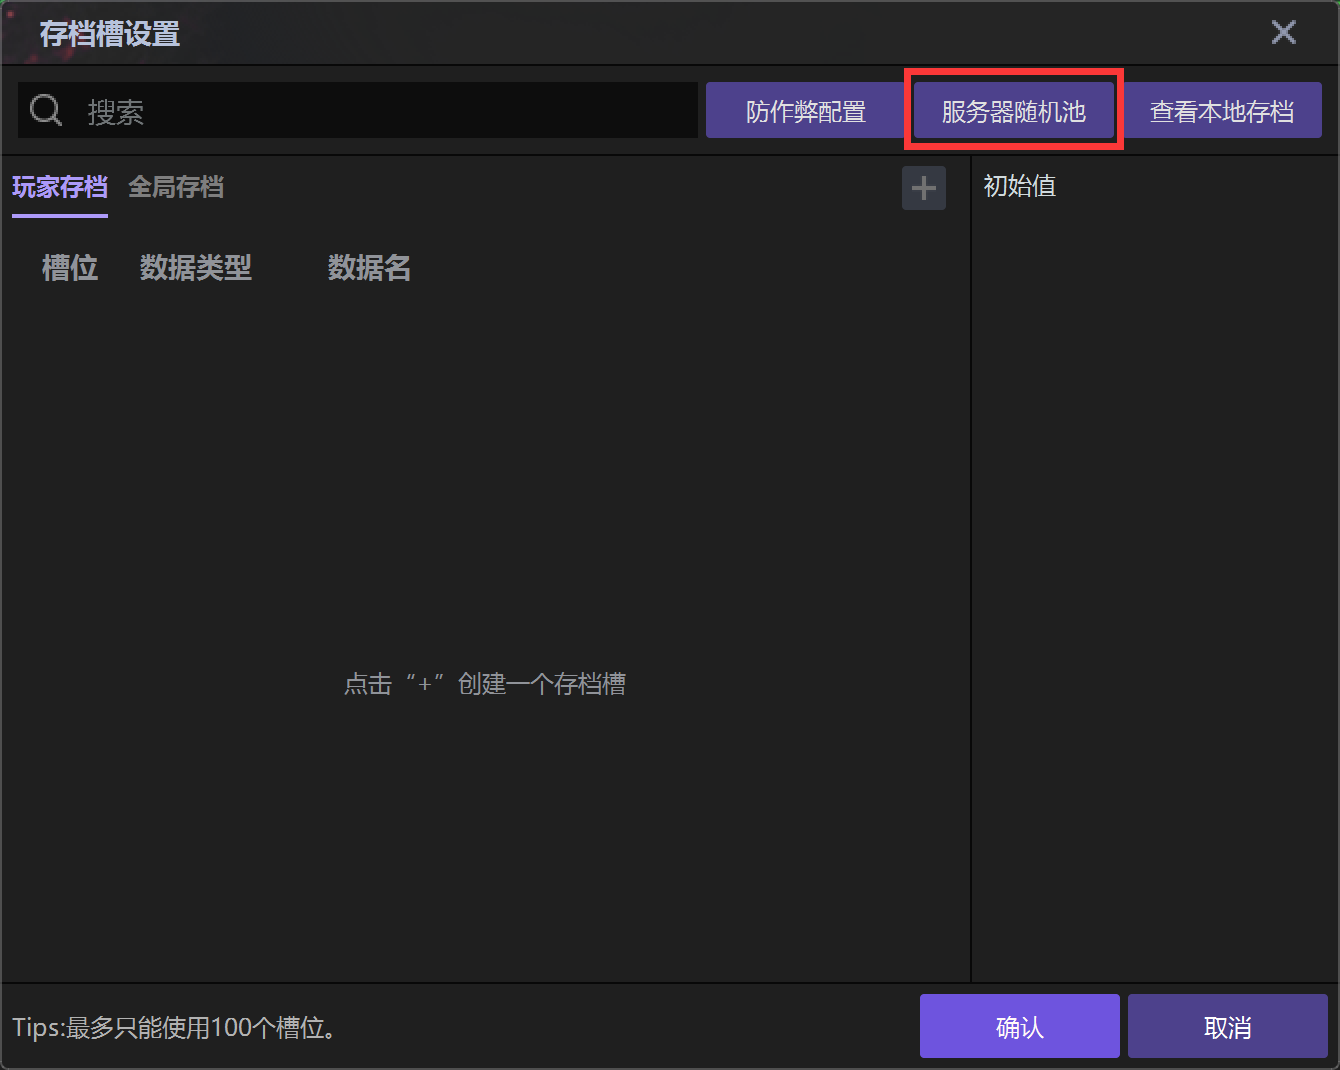 存档槽设置
搜索
防作弊配置
服务器随机池
查看本地存档
玩家存档
全局存档
初始值
槽位
数据类型
数据名
点击“+”创建一个存档槽
Tips:最多只能使用100个槽位。
确认
取消